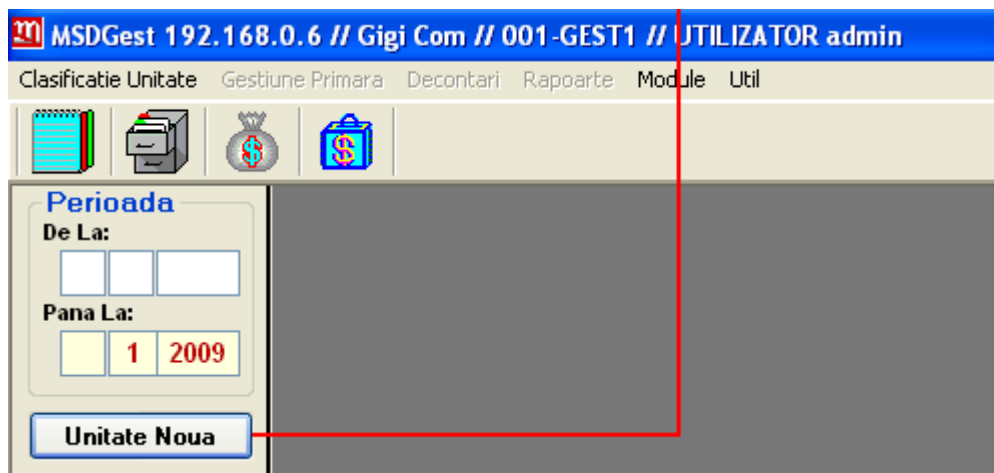 MSDGest 192.168.0.6 // Gigi Com // 001-GEST1 // UTILIZATOR admin
Clasificatie Unitate Gestiune Primara Decontari Rapoarte Module Util
Perioada
De La:
Pana La:
1 2009
Unitate Noua